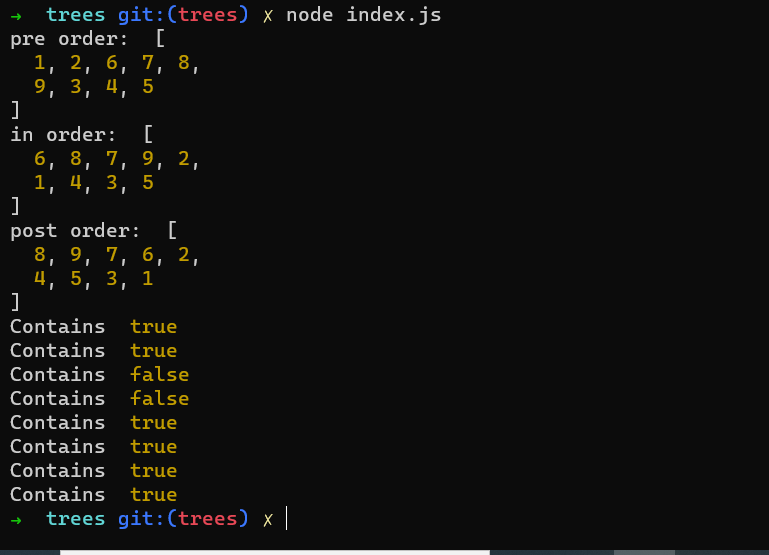 → trees git:(trees) ✗ node index.js
pre order:  [
  1, 2, 6, 7, 8,
  9, 3, 4, 5
]
in order:  [
  6, 8, 7, 9, 2,
  1, 4, 3, 5
]
post order:  [
  8, 9, 7, 6, 2,
  4, 5, 3, 1
]
Contains  true
Contains  true
Contains  false
Contains  false
Contains  true
Contains  true
Contains  true
Contains  true
→ trees git:(trees) ✗